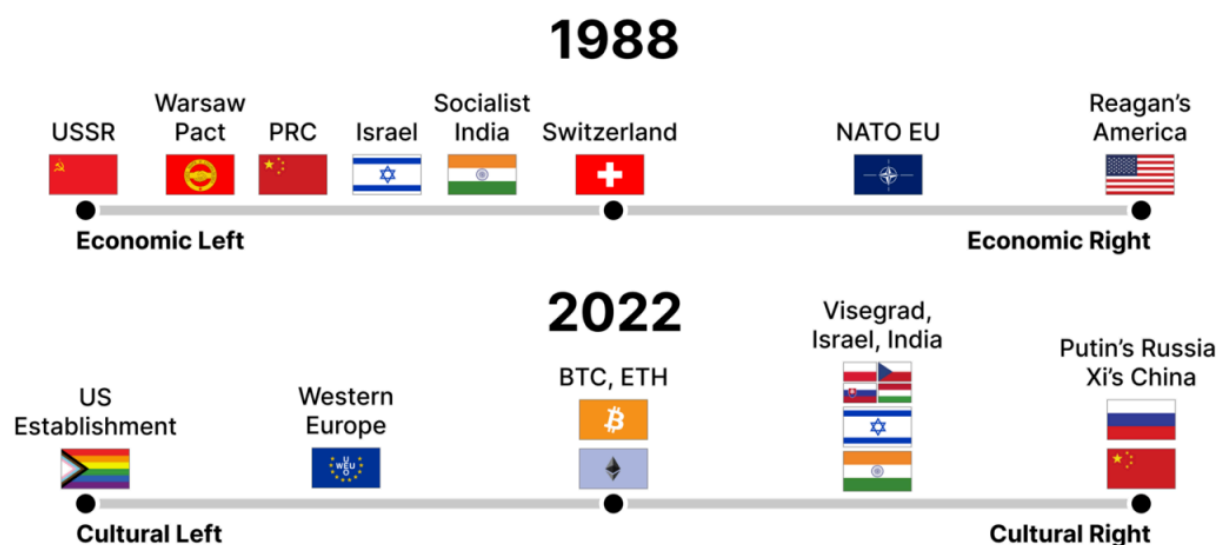 1988
USSR
Warsaw
Pact
PRC
Israel
Socialist
India
Switzerland
NATO EU
Reagan's
America
Economic Left
Economic Right
2022
US
Establishment
Western
Europe
WEU
U
O
BTC, ETH
Visegrad,
Israel, India
Putin's Russia
Xi's China
Cultural Left
Cultural Right